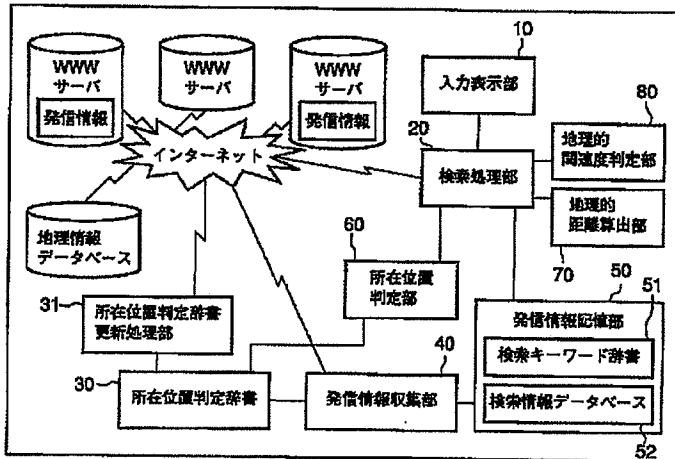 WWW
サーバ
発信情報
WWW
サーバ
WWW
サーバ
発信情報
インターネット
地理情報
データベース
10
入力表示部
20
検索処理部
80
地理的
関連度判定部
地理的
距離算出部
70
60
所在位置
判定部
31
所在位置判定辞書
更新処理部
30
所在位置判定辞書
40
発信情報収集部
50
51
発信情報記憶部
検索キーワード辞書
検索情報データベース
52